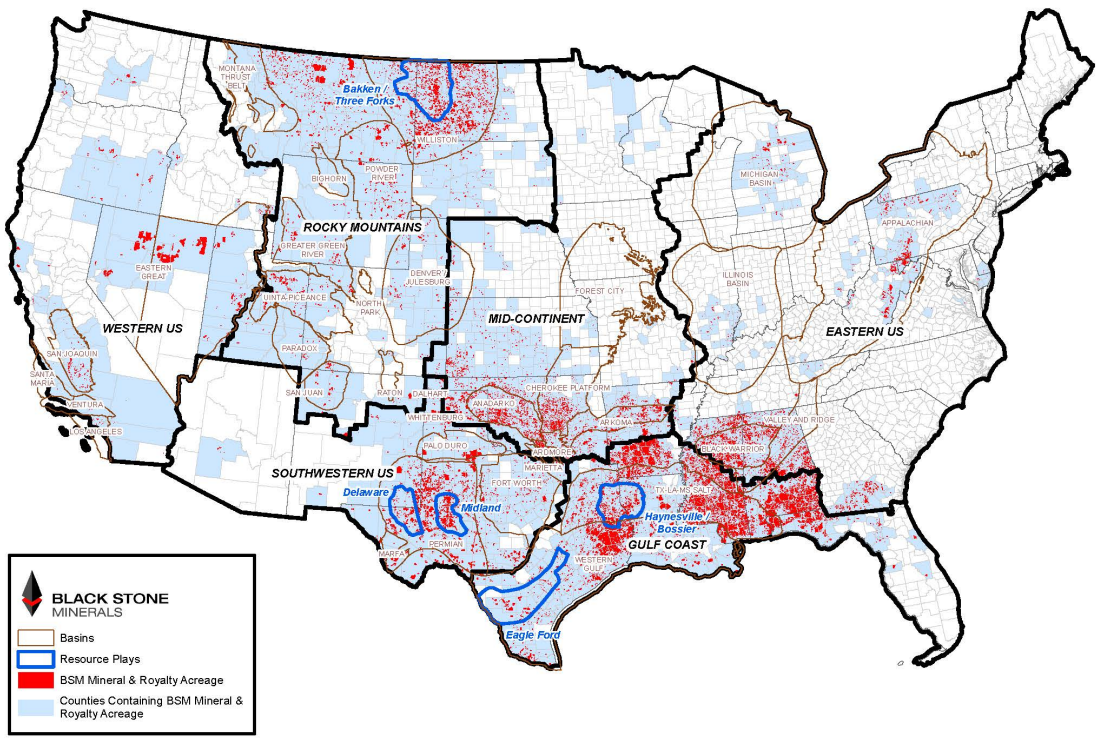 MONTANA
THRUST
BELT
Bakken /
Three Forks
WILLISTON
POWDER
RIVER
BIGHORN
MICHIGAN
BASIN
APPALACHIAN
ROCKY MOUNTAINS
GREATER GREEN
RIVER
EASTERN
GREAT
DENVER /
JULESBURG
ILLINOIS
BASIN
FOREST CITY
UINTA-PICEANCE
NORTH
PARK
WESTERN US
MID-CONTINENT
EASTERN US
SAN JOAQUIN
PARADOX
SANTA
MARIA
SAN JUAN
RATON
DALHART
CHEROKEE PLATFORM
VENTURA
ANADARKO
WHITTENBURG
ARKOMA
VALLEY AND RIDGE
LOS ANGELES
PALO DURO
ARDMORE
BLACK WARRIOR
MARIETTA
SOUTHWESTERN US
FORT WORTH
TX-LA-MS SALT
Delaware
Midland
Haynesville /
Bossier
PERMIAN
GULF COAST
MARFA
WESTERN
GULF
Eagle Ford
BLACK STONE
MINERALS
Basins
Resource Plays
BSM Mineral & Royalty Acreage
Counties Containing BSM Mineral &
Royalty Acreage